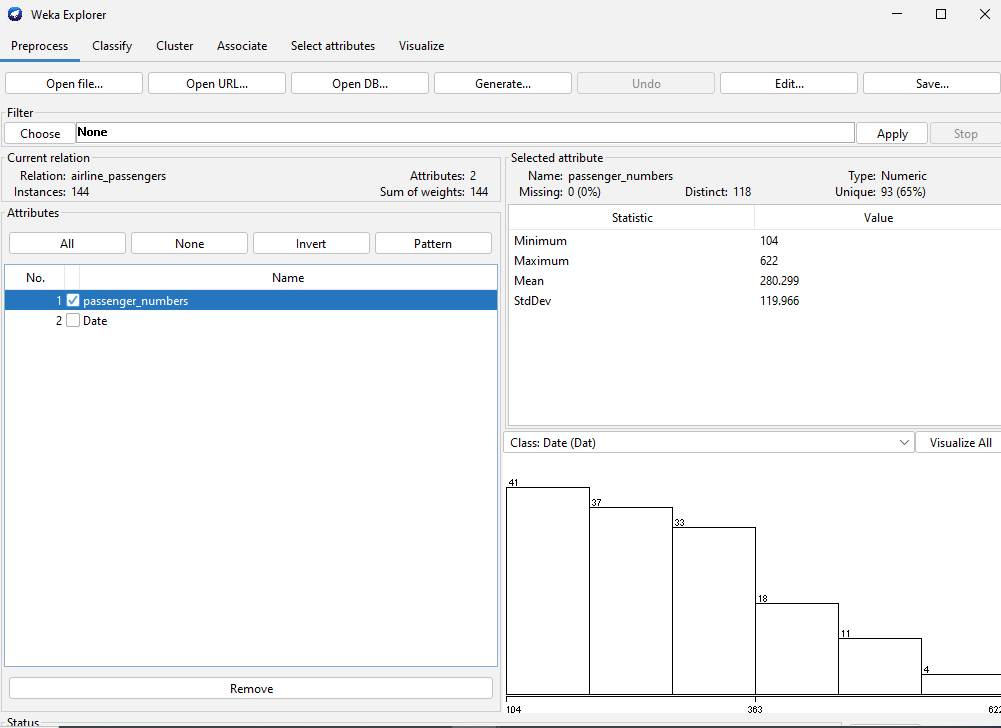 Weka Explorer
Preprocess Classify Cluster Associate Select attributes Visualize
Open file... Open URL... Open DB... Generate... Undo Edit... Save...
Filter
Choose None Apply Stop
Current relation
Relation: airline_passengers Attributes: 2
Instances: 144 Sum of weights: 144
Attributes
All None Invert Pattern
No. Name
1 passenger_numbers
2 Date
Remove
Status
Selected attribute
Name: passenger_numbers Type: Numeric
Missing: 0 (0%) Distinct: 118 Unique: 93 (65%)
Statistic Value
Minimum 104
Maximum 622
Mean 280.299
StdDev 119.966
Class: Date (Dat) Visualize All
41
37
33
18
11
4
104 363 622